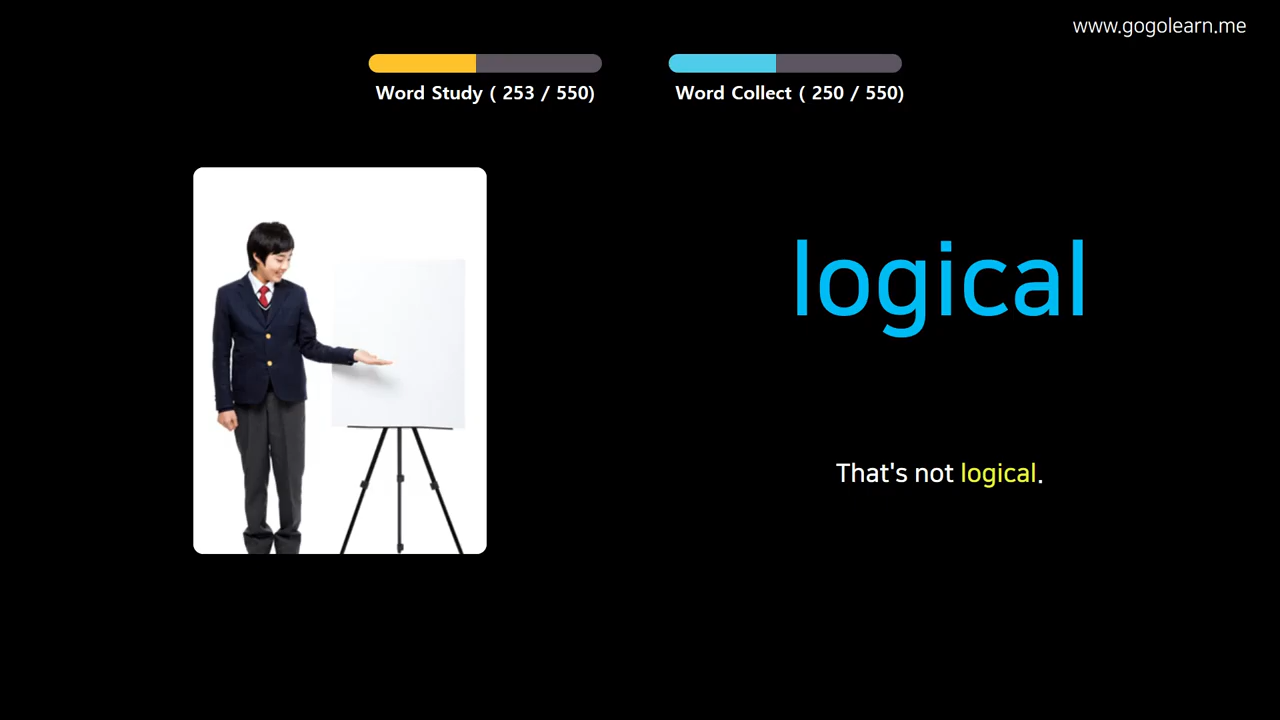 www.gogolearn.me
Word Study ( 253 / 550)
Word Collect ( 250 / 550)
logical
That's not logical.